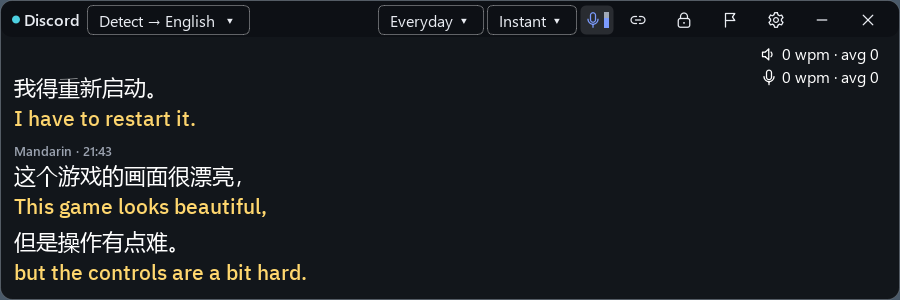 Discord
Detect → English
Everyday
Instant
0 wpm · avg 0
0 wpm · avg 0
我得重新启动。
I have to restart it.
Mandarin · 21:43
这个游戏的画面很漂亮，
This game looks beautiful,
但是操作有点难。
but the controls are a bit hard.